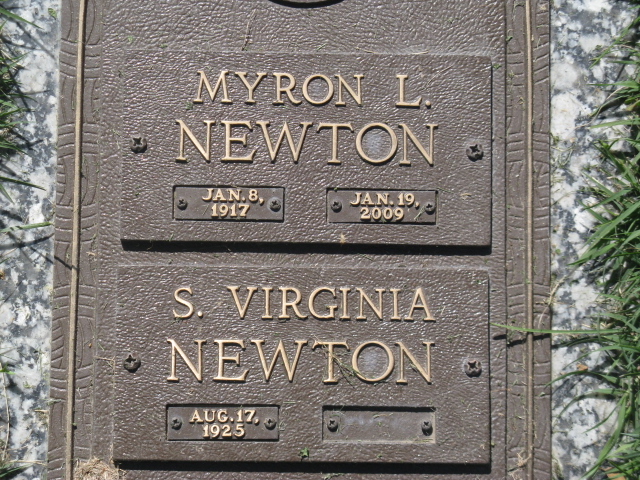 MYRON L.
NEWTON
JAN. 8, JAN. 19,
1917 2009
S. VIRGINIA
NEWTON
AUG. 17,
1925